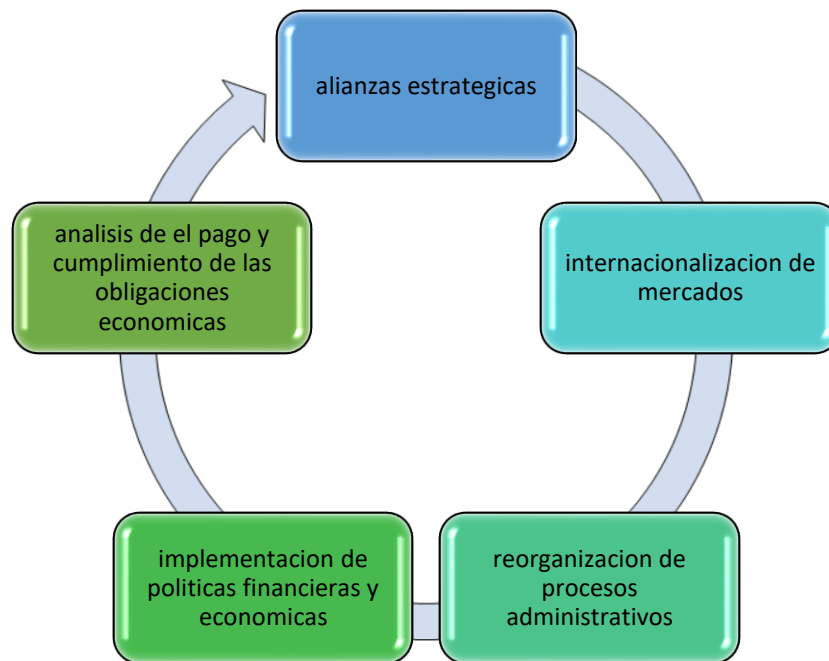 alianzas estrategicas
internacionalizacion de
mercados
reorganizacion de
procesos
administrativos
implementacion de
politicas financieras y
economicas
analisis de el pago y
cumplimiento de las
obligaciones
economicas